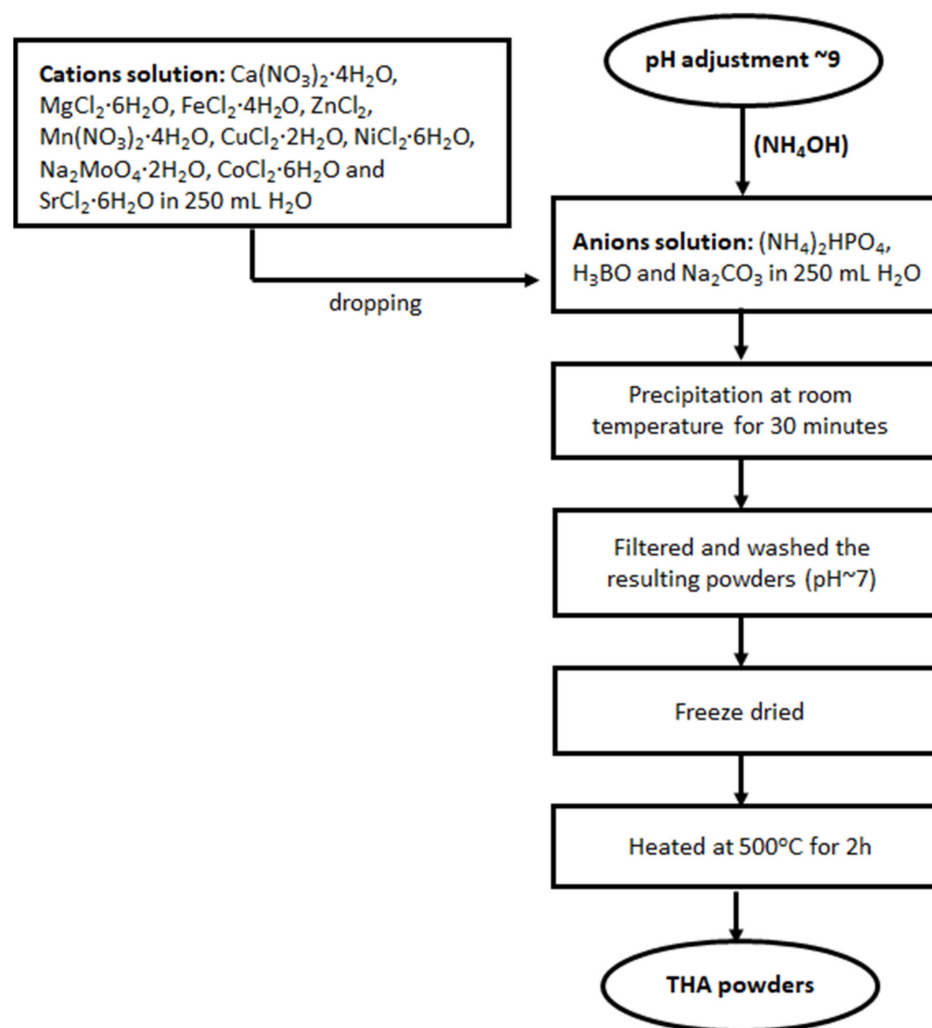 Cations solution: Ca(NO₃)₂·4H₂O,
MgCl₂·6H₂O, FeCl₂·4H₂O, ZnCl₂,
Mn(NO₃)₂·4H₂O, CuCl₂·2H₂O, NiCl₂·6H₂O,
Na₂MoO₄·2H₂O, CoCl₂·6H₂O and
SrCl₂·6H₂O in 250 mL H₂O
dropping
pH adjustment ~9
(NH₄OH)
Anions solution: (NH₄)₂HPO₄,
H₃BO and Na₂CO₃ in 250 mL H₂O
Precipitation at room
temperature for 30 minutes
Filtered and washed the
resulting powders (pH~7)
Freeze dried
Heated at 500°C for 2h
THA powders